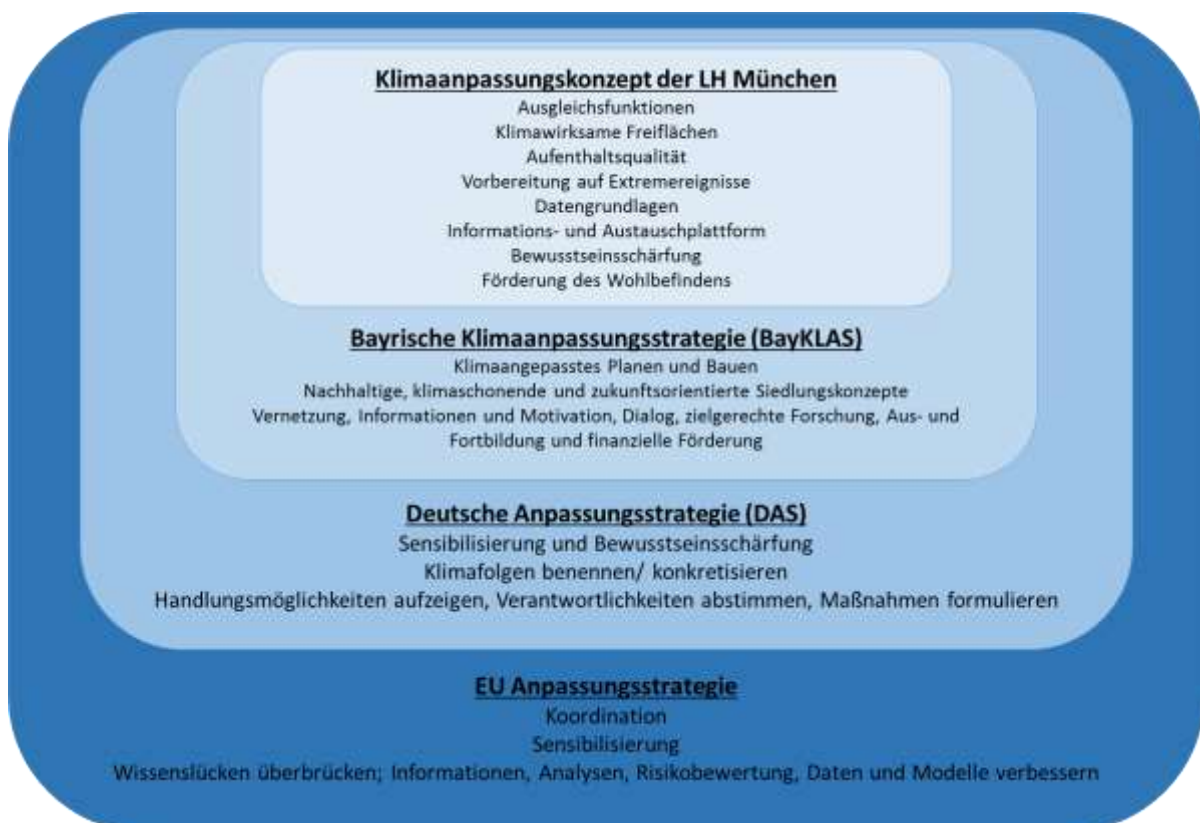 Klimaanpassungskonzept der LH München
Ausgleichsfunktionen
Klimawirksame Freiflächen
Aufenthaltsqualität
Vorbereitung auf Extremereignisse
Datengrundlagen
Informations- und Austauschplattform
Bewusstseinsschärfung
Förderung des Wohlbefindens
Bayrische Klimaanpassungsstrategie (BayKLAS)
Klimaangepasstes Planen und Bauen
Nachhaltige, klimaschonende und zukunftsorientierte Siedlungskonzepte
Vernetzung, Informationen und Motivation, Dialog, zielgerechte Forschung, Aus- und
Fortbildung und finanzielle Förderung
Deutsche Anpassungsstrategie (DAS)
Sensibilisierung und Bewusstseinsschärfung
Klimafolgen benennen/ konkretisieren
Handlungsmöglichkeiten aufzeigen, Verantwortlichkeiten abstimmen, Maßnahmen formulieren
EU Anpassungsstrategie
Koordination
Sensibilisierung
Wissenslücken überbrücken; Informationen, Analysen, Risikobewertung, Daten und Modelle verbessern